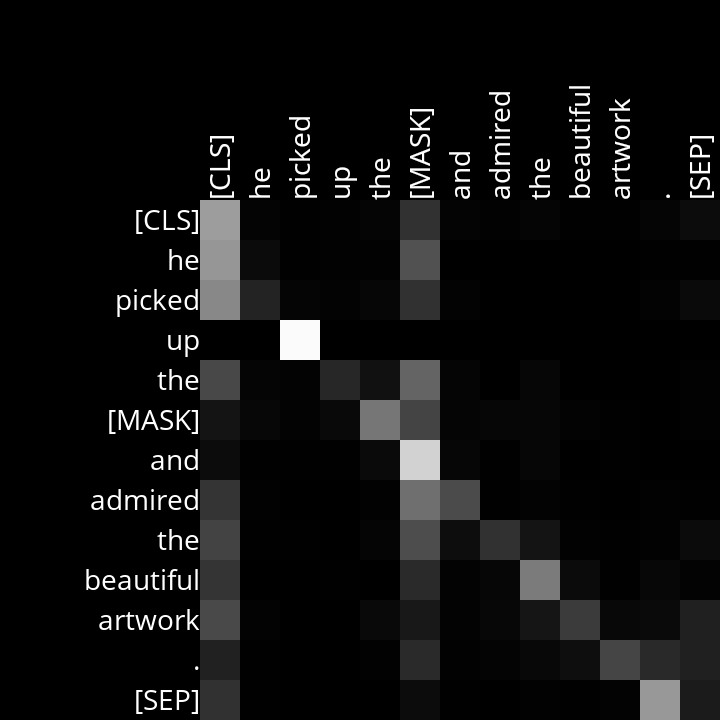 [CLS] he picked up the [MASK] and admired the beautiful artwork . [SEP]
[CLS]
he
picked
up
the
[MASK]
and
admired
the
beautiful
artwork
.
[SEP]